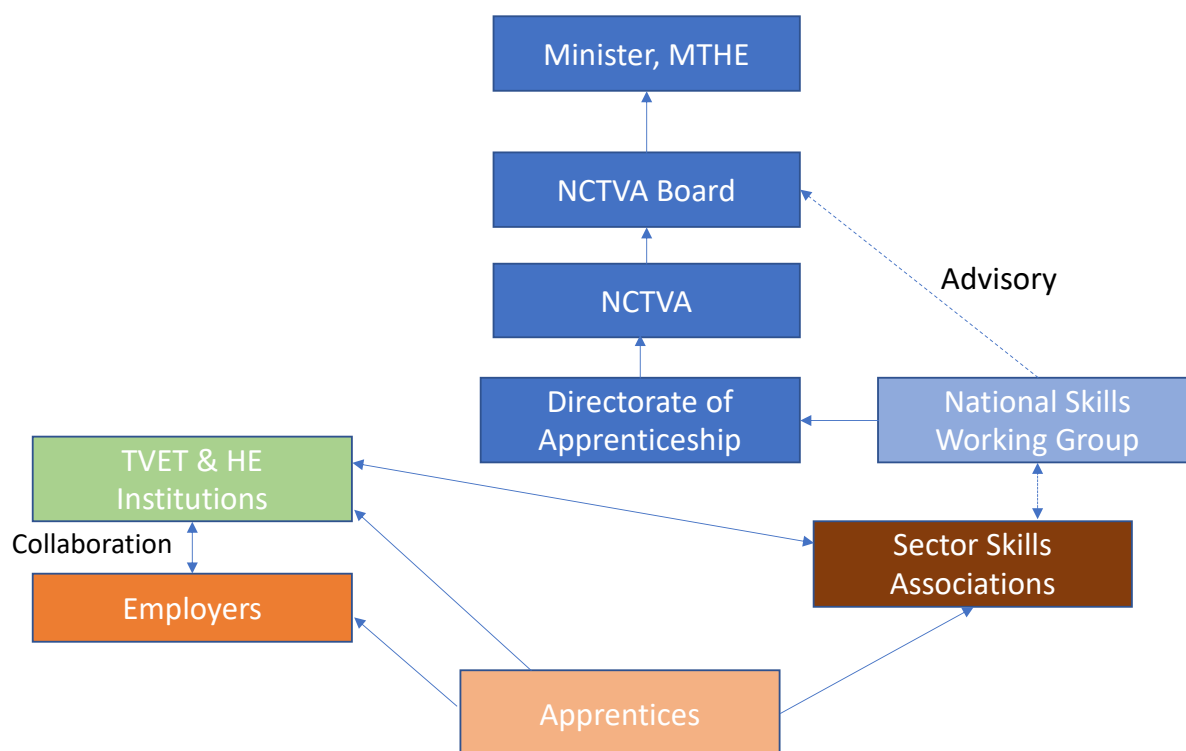 Minister, MTHE
NCTVA Board
NCTVA
Advisory
Directorate of
Apprenticeship
National Skills
Working Group
TVET & HE
Institutions
Collaboration
Sector Skills
Associations
Employers
Apprentices